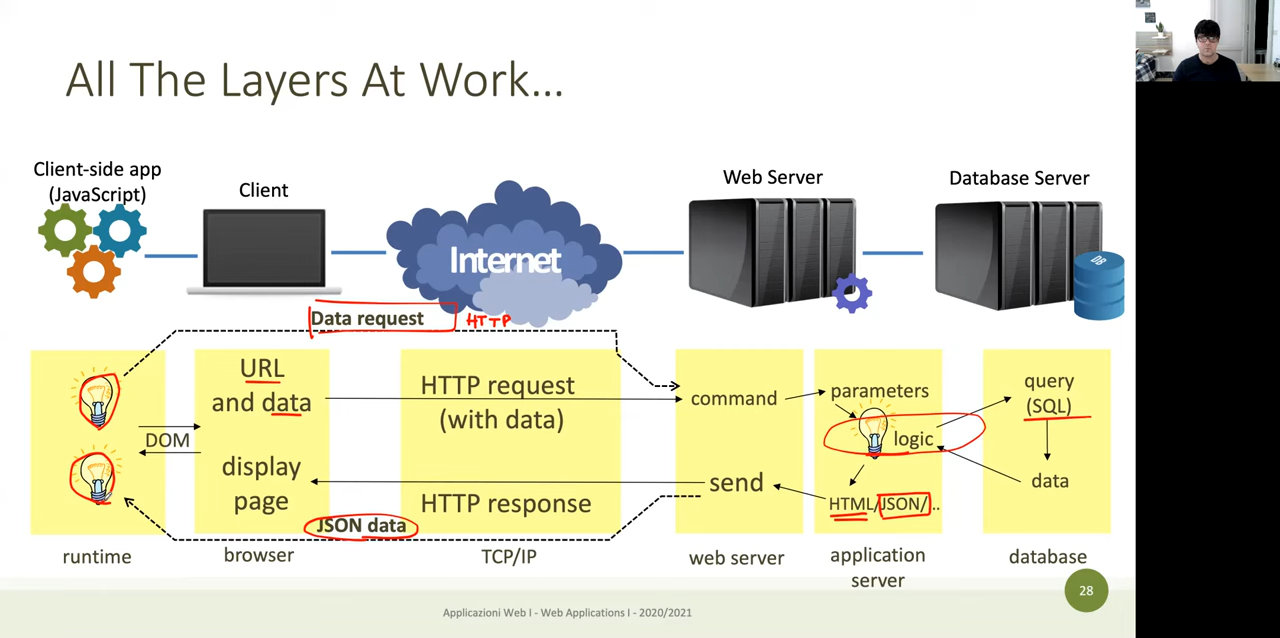 All The Layers At Work...
Client-side app
(JavaScript)
Client
Internet
Web Server
Database Server
DB
Data request
HTTP
URL
and data
HTTP request
(with data)
command
parameters
query
(SQL)
logic
DOM
display
page
HTTP response
send
HTML/JSON/...
data
JSON data
runtime
browser
TCP/IP
web server
application
server
database
28
Applicazioni Web I - Web Applications I - 2020/2021